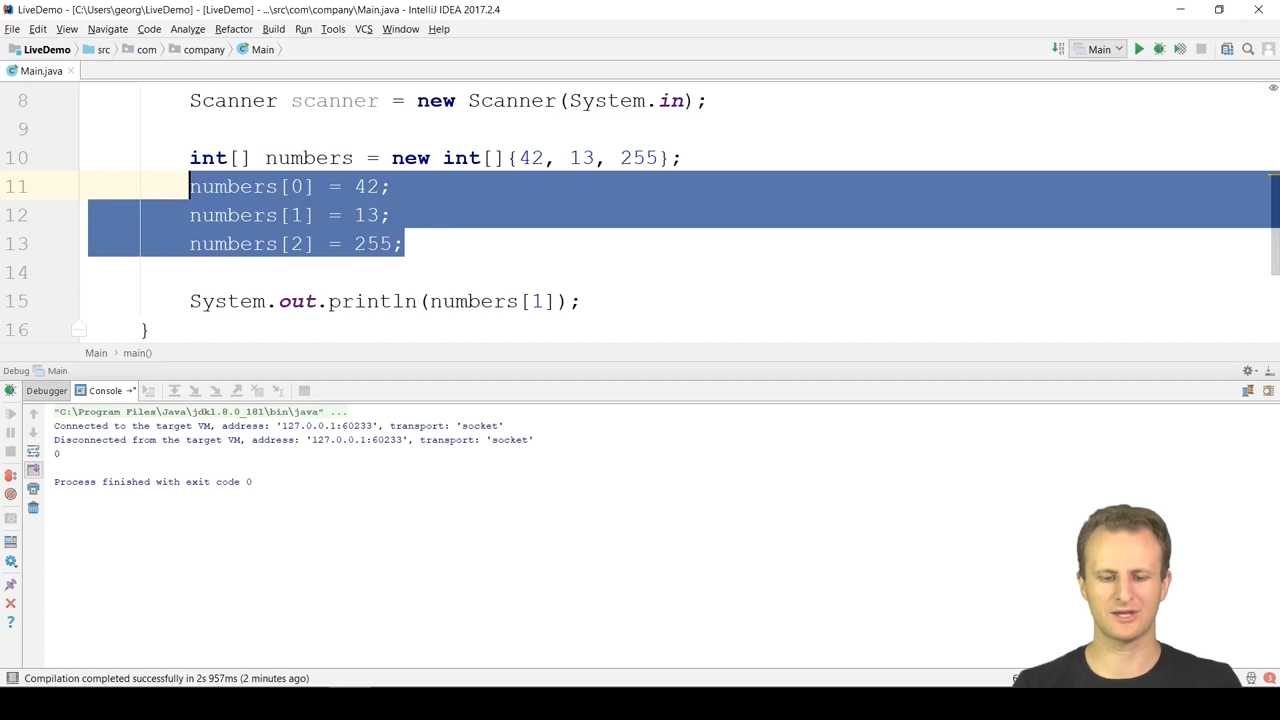 LiveDemo - [C:\Users\georg\LiveDemo] - [LiveDemo] - ...\src\com\company\Main.java - IntelliJ IDEA 2017.2.4
File Edit View Navigate Code Analyze Refactor Build Run Tools VCS Window Help
LiveDemo src com company Main Main
Main.java
8 Scanner scanner = new Scanner(System.in);
9
10 int[] numbers = new int[]{42, 13, 255};
11 numbers[0] = 42;
12 numbers[1] = 13;
13 numbers[2] = 255;
14
15 System.out.println(numbers[1]);
16 }
Main main()
Debug Main
Debugger Console
"C:\Program Files\Java\jdk1.8.0_181\bin\java" ...
Connected to the target VM, address: '127.0.0.1:60233', transport: 'socket'
Disconnected from the target VM, address: '127.0.0.1:60233', transport: 'socket'
0
Process finished with exit code 0
Compilation completed successfully in 2s 957ms (2 minutes ago)